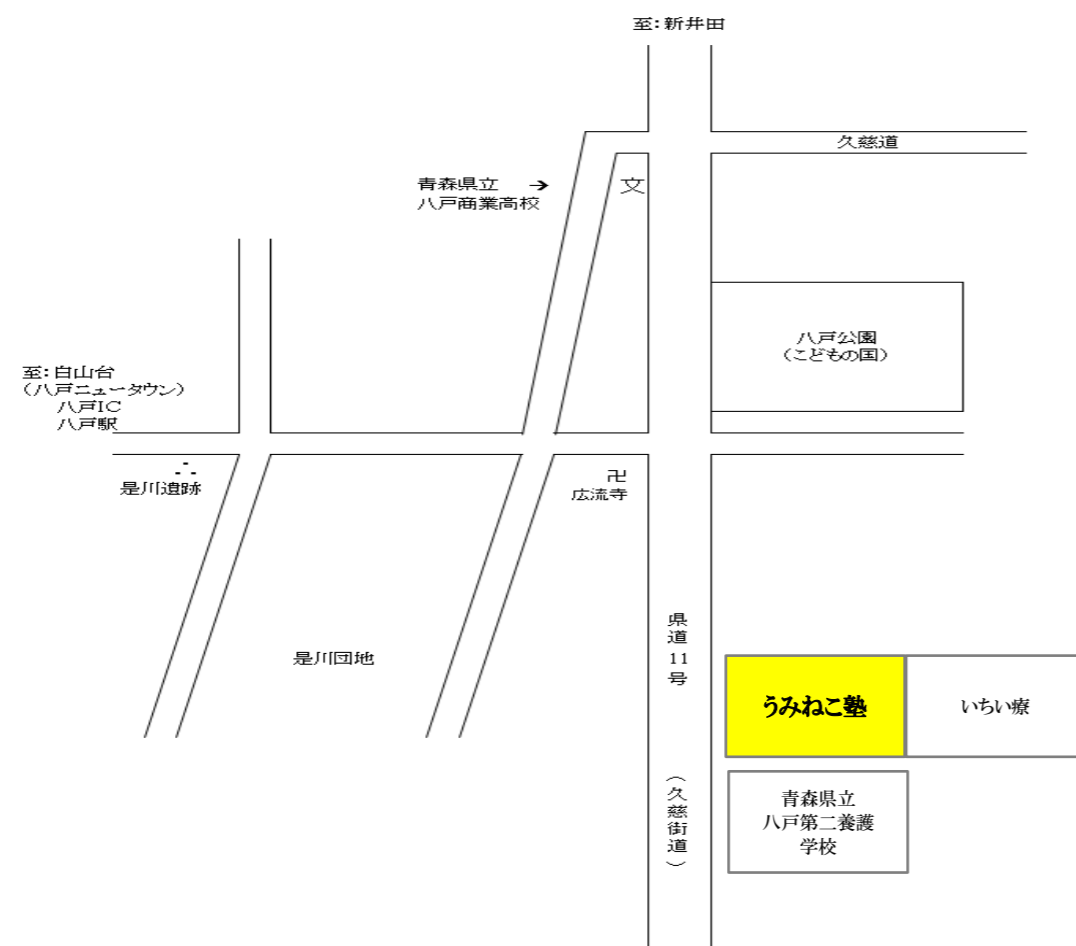 至：新井田
久慈道
青森県立　→
八戸商業高校
文
八戸公園
（こどもの国）
至：白山台
（八戸ニュータウン）
八戸IC
八戸駅
是川遺跡
卍
広流寺
県道11号
是川団地
うみねこ塾
いちい療
（久慈街道）
青森県立
八戸第二養護
学校